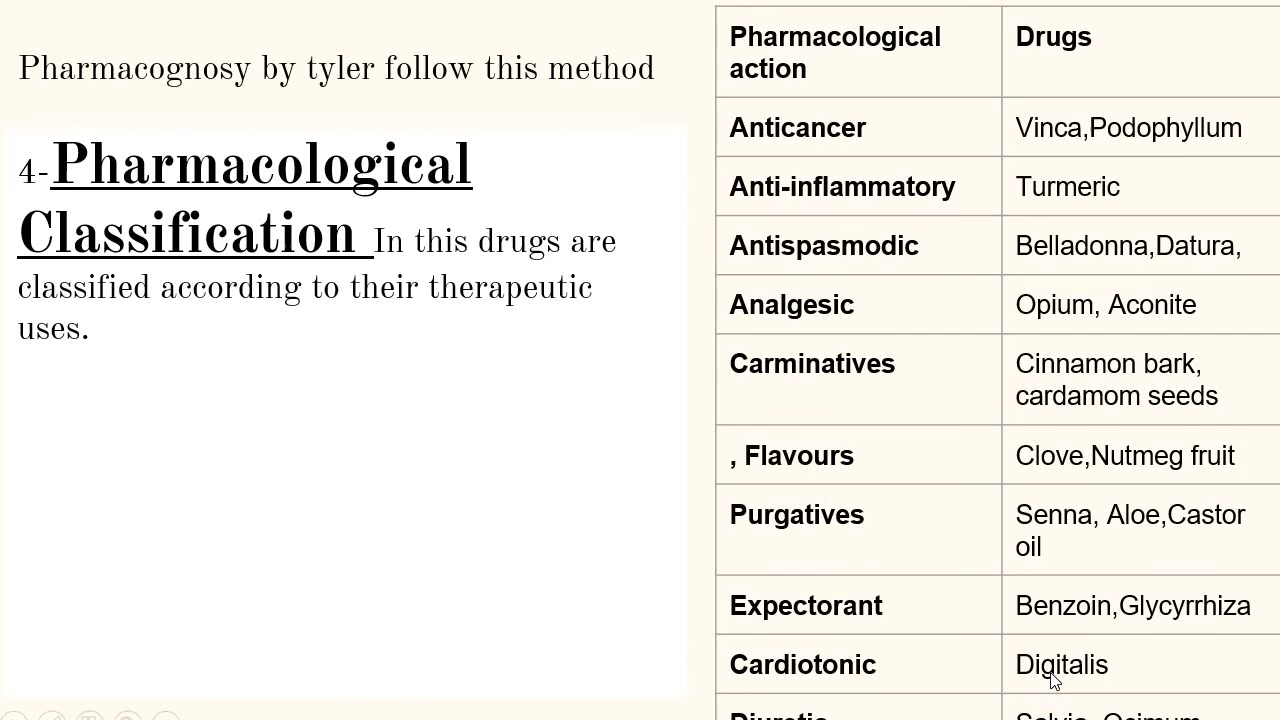 Pharmacognosy by tyler follow this method
4-Pharmacological
Classification In this drugs are
classified according to their therapeutic
uses.
Pharmacological action Drugs
Anticancer Vinca,Podophyllum
Anti-inflammatory Turmeric
Antispasmodic Belladonna,Datura,
Analgesic Opium, Aconite
Carminatives Cinnamon bark,
cardamom seeds
, Flavours Clove,Nutmeg fruit
Purgatives Senna, Aloe,Castor
oil
Expectorant Benzoin,Glycyrrhiza
Cardiotonic Digitalis